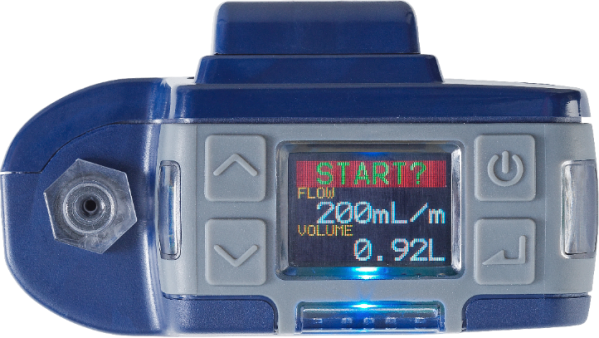 START?
FLOW
200mL/m
VOLUME
0.92L